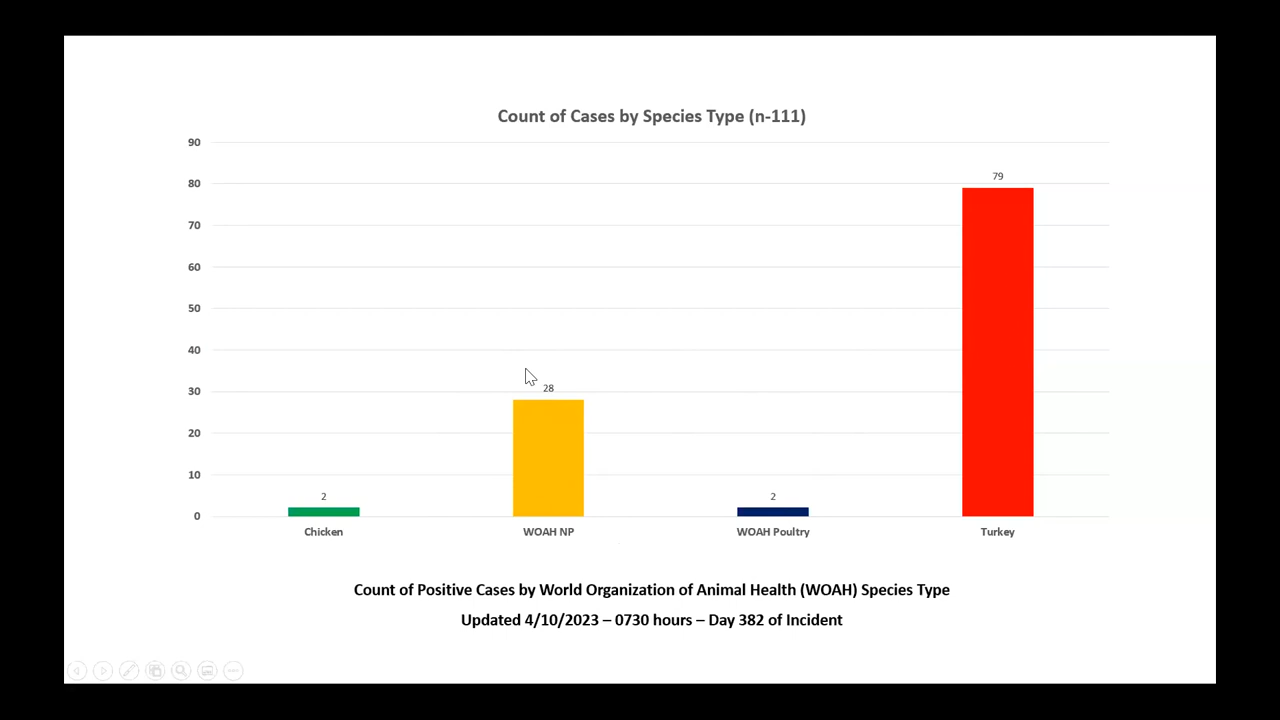 Count of Cases by Species Type (n-111)
90
80
70
60
50
40
30
20
10
0
2
28
2
79
Chicken
WOAH NP
WOAH Poultry
Turkey
Count of Positive Cases by World Organization of Animal Health (WOAH) Species Type
Updated 4/10/2023 – 0730 hours – Day 382 of Incident